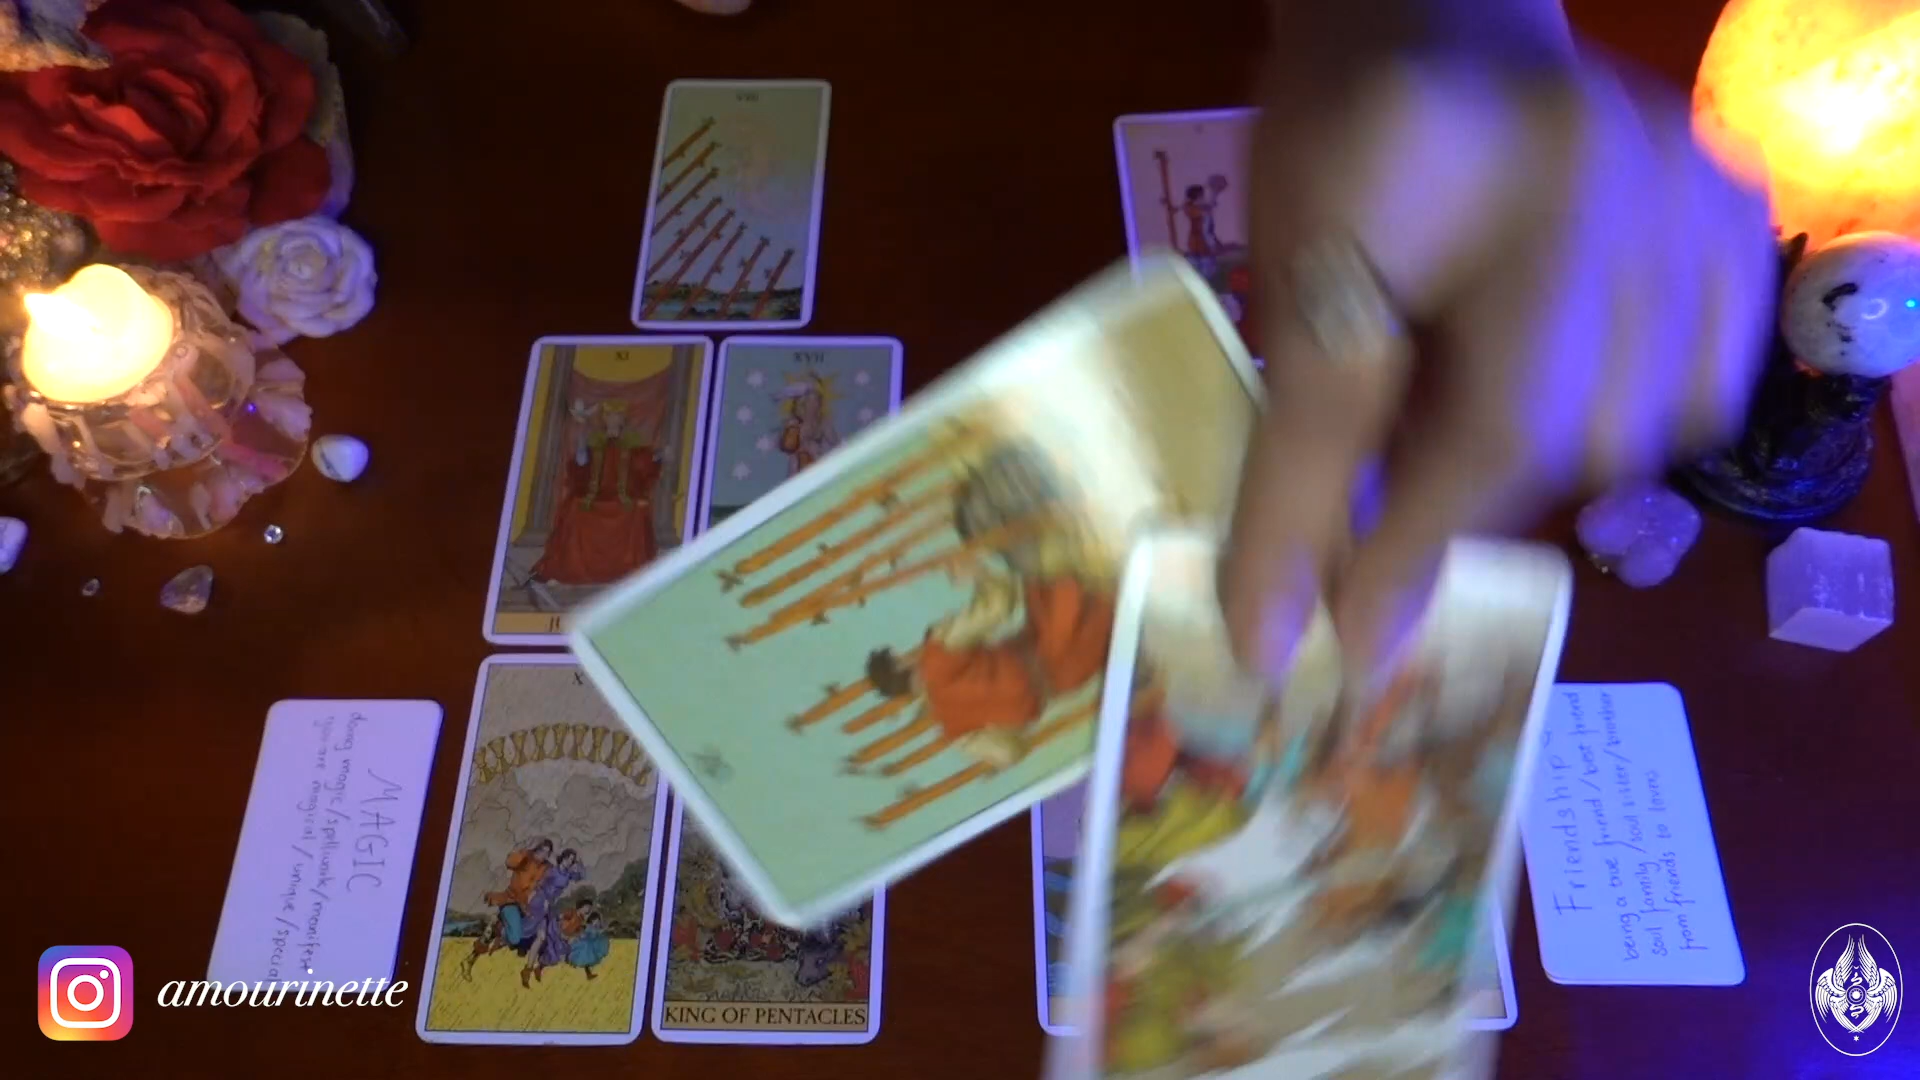 VIII
XI
XVII
X
KING OF PENTACLES
MAGIC
doing magic/spellwork/manifest
you are magical/unique/special
Friendship
being a true friend/best friend
soul family/soul sister/brother
from friends to lovers
amourinette